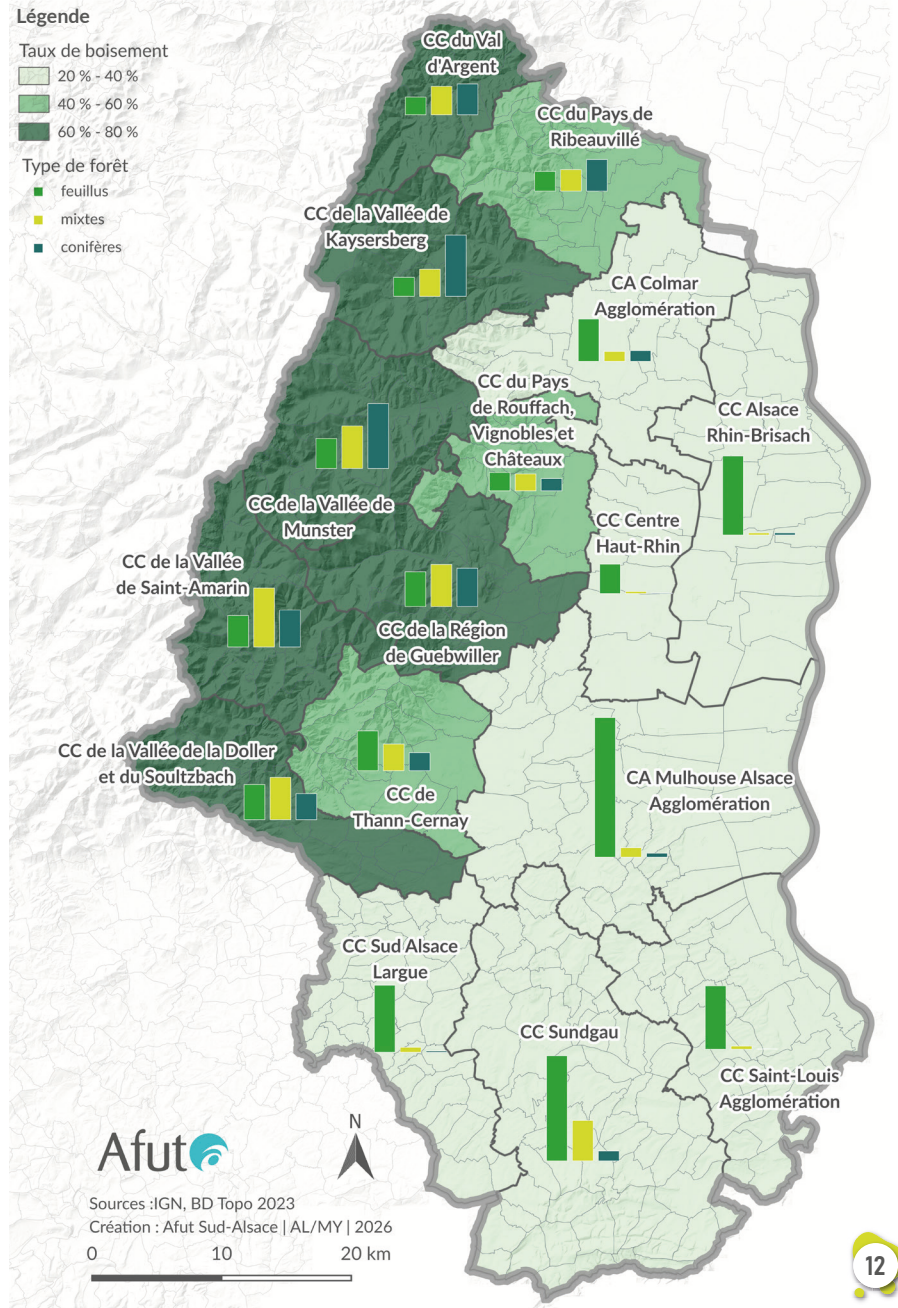 Légende
Taux de boisement
20 % - 40 %
40 % - 60 %
60 % - 80 %
Type de forêt
feuillus
mixtes
conifères
CC du Val
d'Argent
CC du Pays de
Ribeauvillé
CC de la Vallée de
Kaysersberg
CA Colmar
Agglomération
CC du Pays
de Rouffach,
Vignobles et
Châteaux
CC Alsace
Rhin-Brisach
CC de la Vallée de
Munster
CC Centre
Haut-Rhin
CC de la Vallée
de Saint-Amarin
CC de la Région
de Guebwiller
CC de la Vallée de la Doller
et du Soultzbach
CC de
Thann-Cernay
CA Mulhouse Alsace
Agglomération
CC Sud Alsace
Largue
CC Sundgau
CC Saint-Louis
Agglomération
Afut
N
Sources :IGN, BD Topo 2023
Création : Afut Sud-Alsace | AL/MY | 2026
0 10 20 km
12